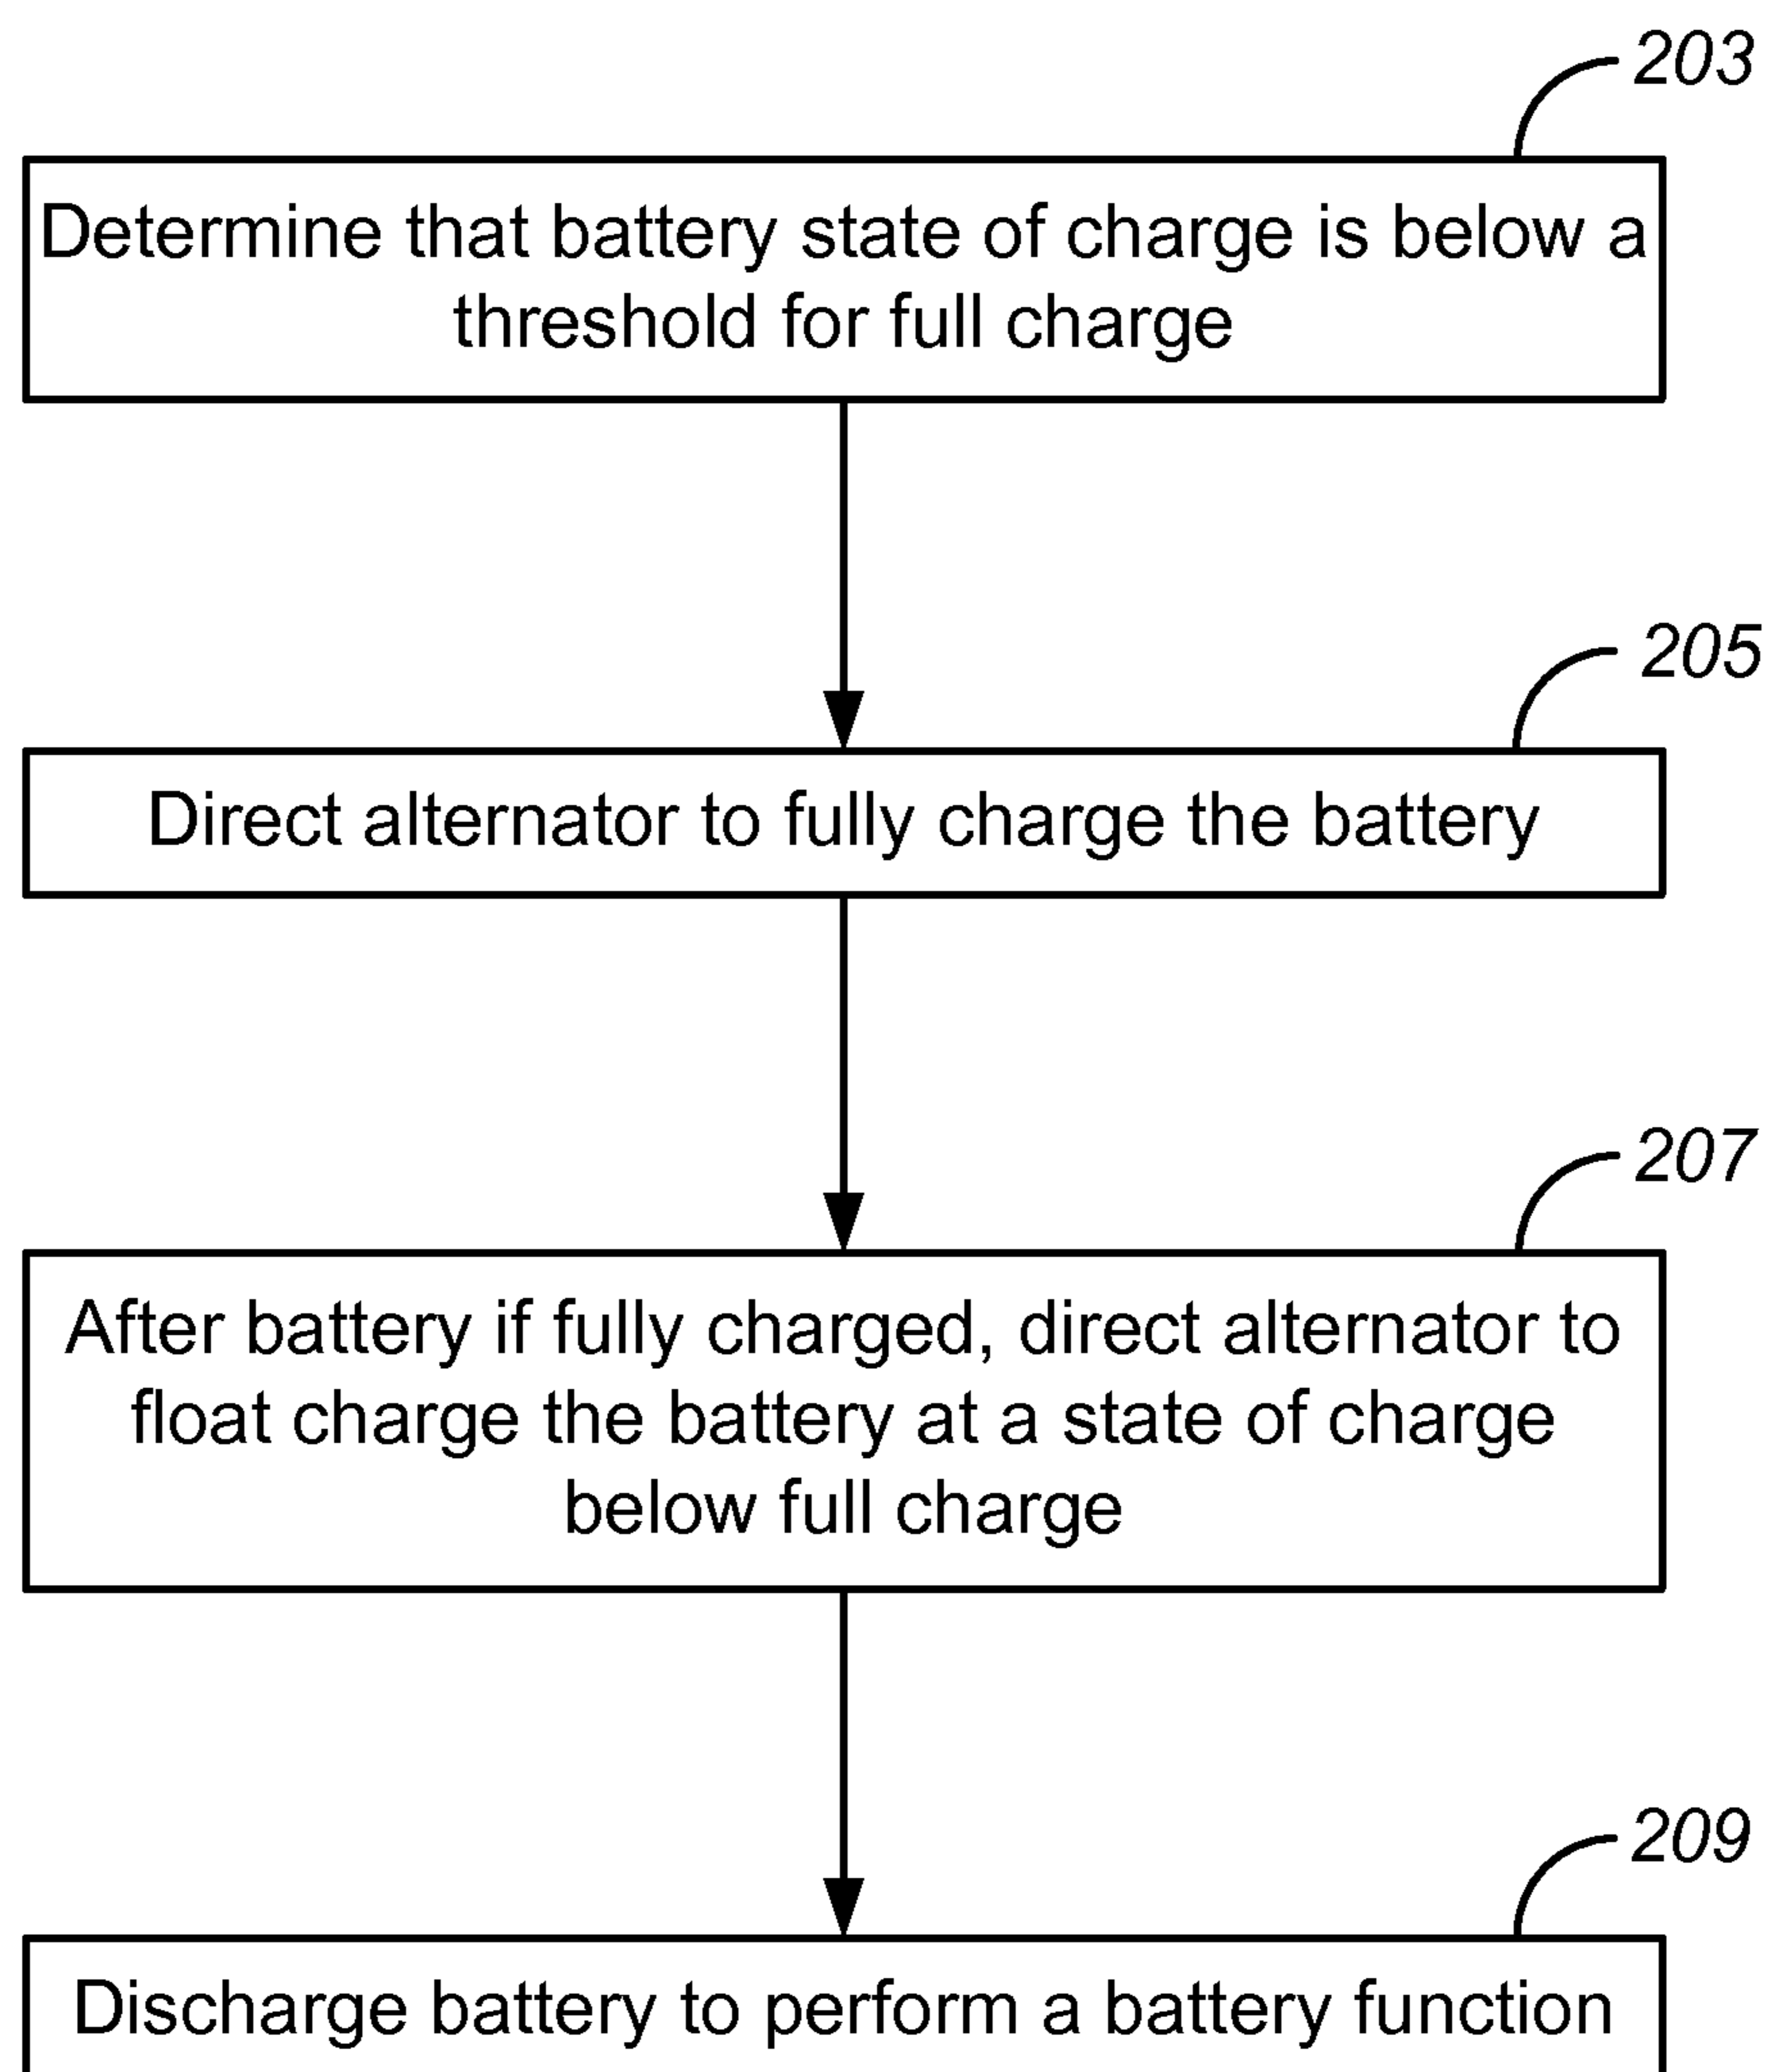 203
Determine that battery state of charge is below a
threshold for full charge
205
Direct alternator to fully charge the battery
207
After battery if fully charged, direct alternator to
float charge the battery at a state of charge
below full charge
209
Discharge battery to perform a battery function